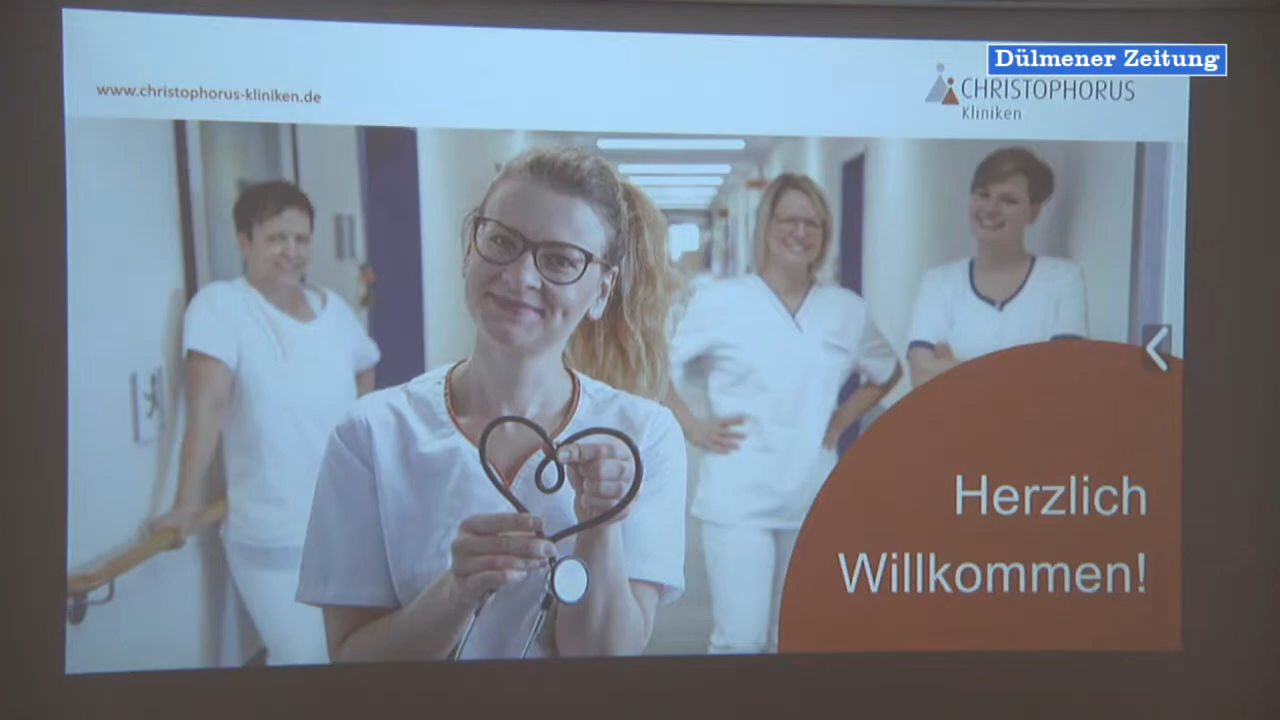 Dülmener Zeitung
www.christophorus-kliniken.de
CHRISTOPHORUS
Kliniken
Herzlich
Willkommen!